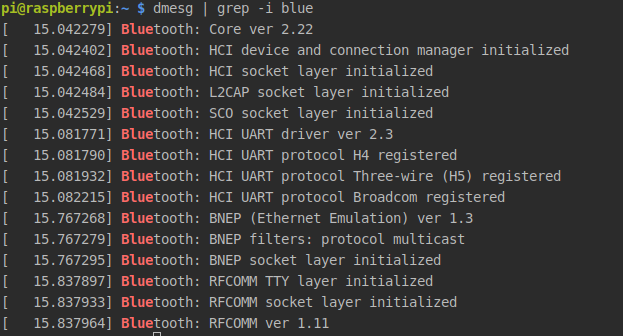 pi@raspberrypi:~ $ dmesg | grep -i blue
[   15.042279] Bluetooth: Core ver 2.22
[   15.042402] Bluetooth: HCI device and connection manager initialized
[   15.042468] Bluetooth: HCI socket layer initialized
[   15.042484] Bluetooth: L2CAP socket layer initialized
[   15.042529] Bluetooth: SCO socket layer initialized
[   15.081771] Bluetooth: HCI UART driver ver 2.3
[   15.081790] Bluetooth: HCI UART protocol H4 registered
[   15.081932] Bluetooth: HCI UART protocol Three-wire (H5) registered
[   15.082215] Bluetooth: HCI UART protocol Broadcom registered
[   15.767268] Bluetooth: BNEP (Ethernet Emulation) ver 1.3
[   15.767279] Bluetooth: BNEP filters: protocol multicast
[   15.767295] Bluetooth: BNEP socket layer initialized
[   15.837897] Bluetooth: RFCOMM TTY layer initialized
[   15.837933] Bluetooth: RFCOMM socket layer initialized
[   15.837964] Bluetooth: RFCOMM ver 1.11